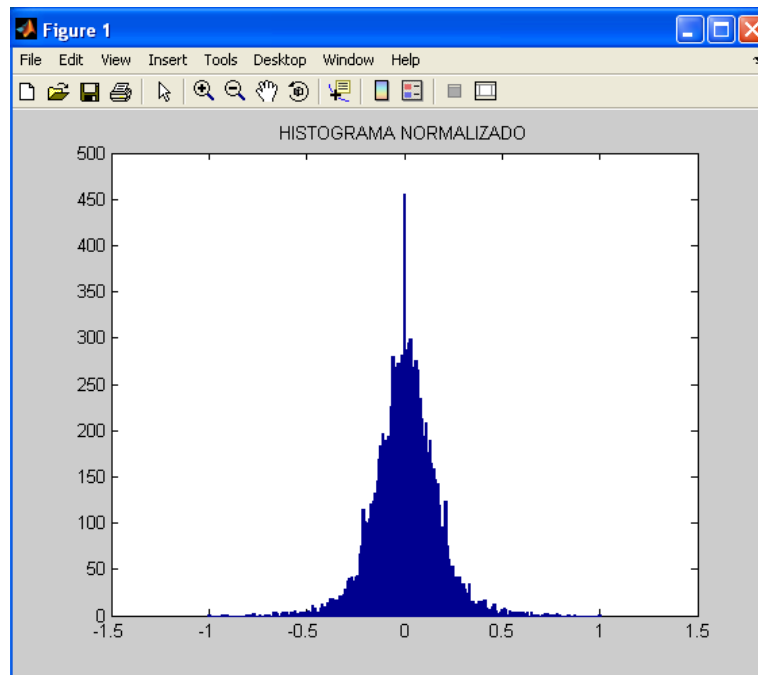 Figure 1
File Edit View Insert Tools Desktop Window Help
HISTOGRAMA NORMALIZADO
500
450
400
350
300
250
200
150
100
50
0
-1.5 -1 -0.5 0 0.5 1 1.5